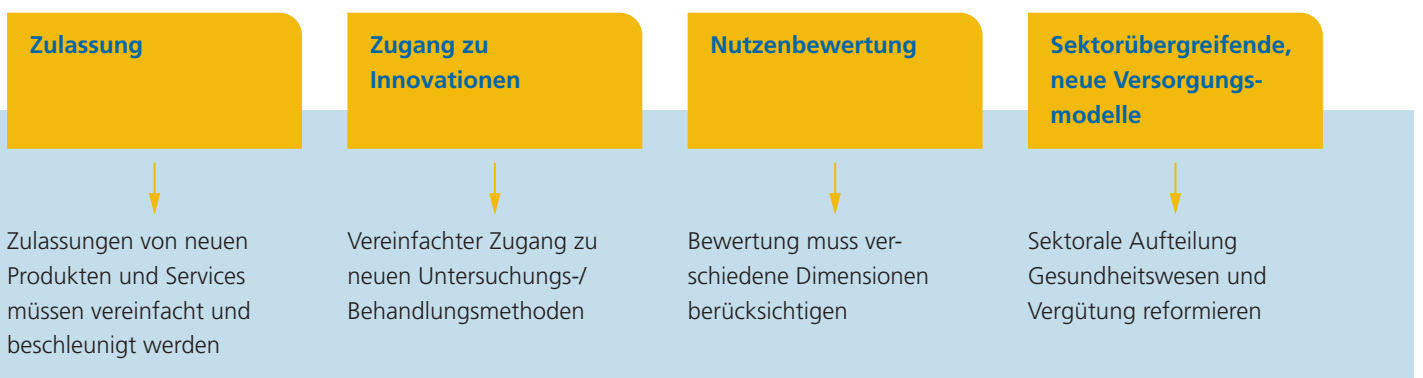 Zulassung
Zulassungen von neuen
Produkten und Services
müssen vereinfacht und
beschleunigt werden
Zugang zu
Innovationen
Vereinfachter Zugang zu
neuen Untersuchungs-/
Behandlungsmethoden
Nutzenbewertung
Bewertung muss ver-
schiedene Dimensionen
berücksichtigen
Sektorübergreifende,
neue Versorgungs-
modelle
Sektorale Aufteilung
Gesundheitswesen und
Vergütung reformieren